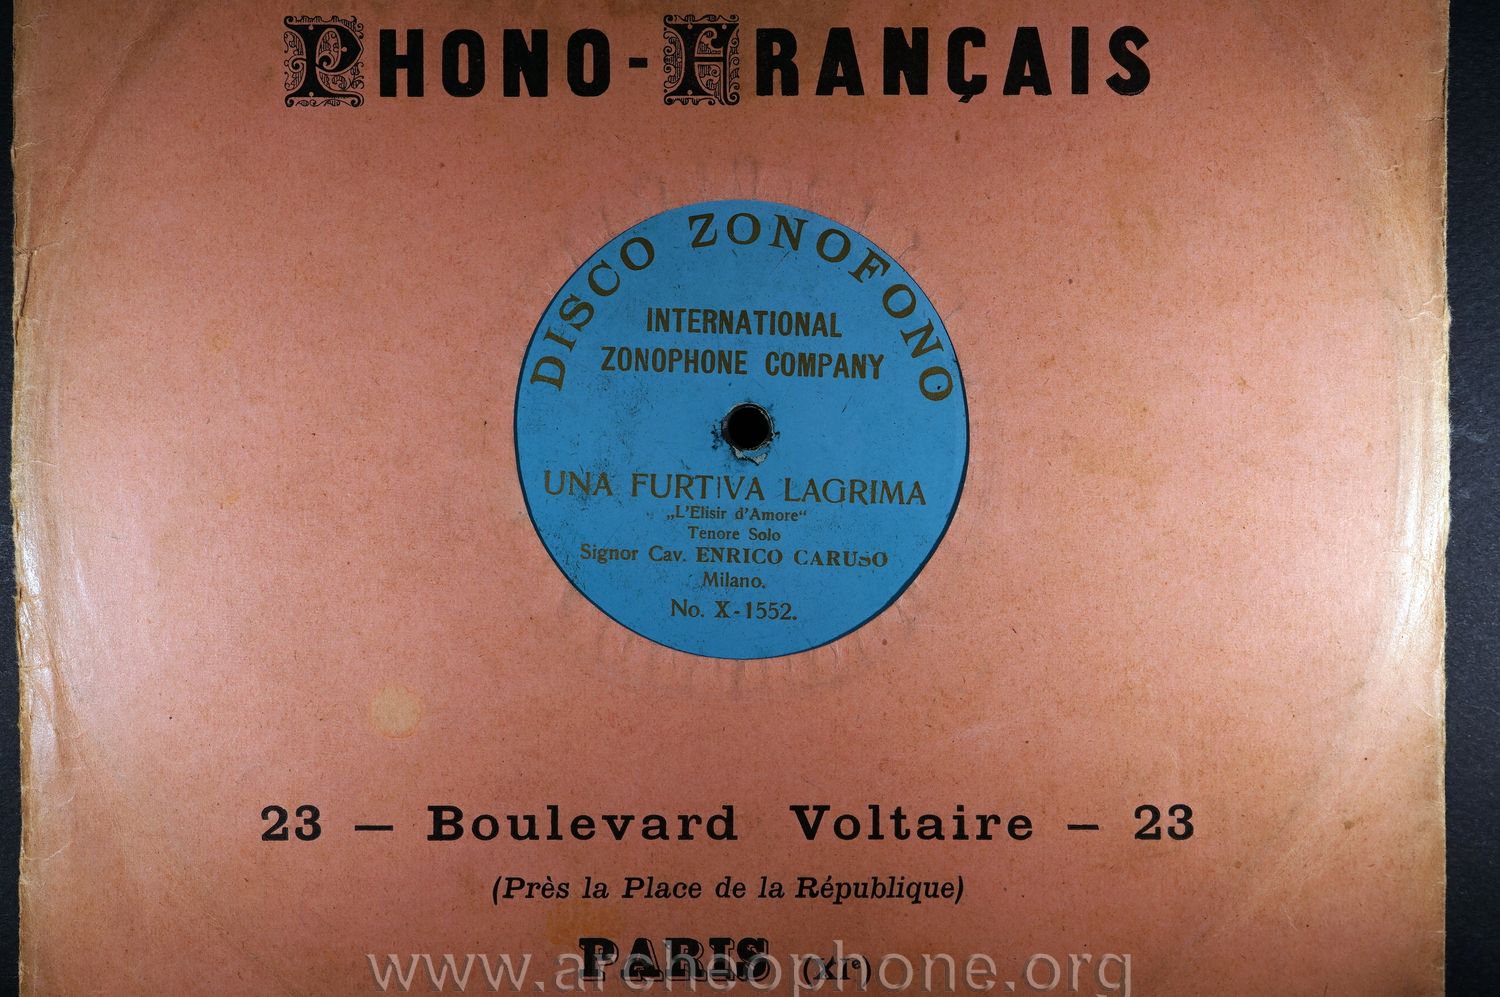 PHONO-FRANÇAIS
DISCO ZONOFONO
INTERNATIONAL
ZONOPHONE COMPANY
UNA FURTIVA LAGRIMA
„L'Elisir d'Amore“
Tenore Solo
Signor Cav. ENRICO CARUSO
Milano.
No. X-1552.
23 — Boulevard Voltaire — 23
(Près la Place de la République)
PARIS (XIe)
www.archeophone.org